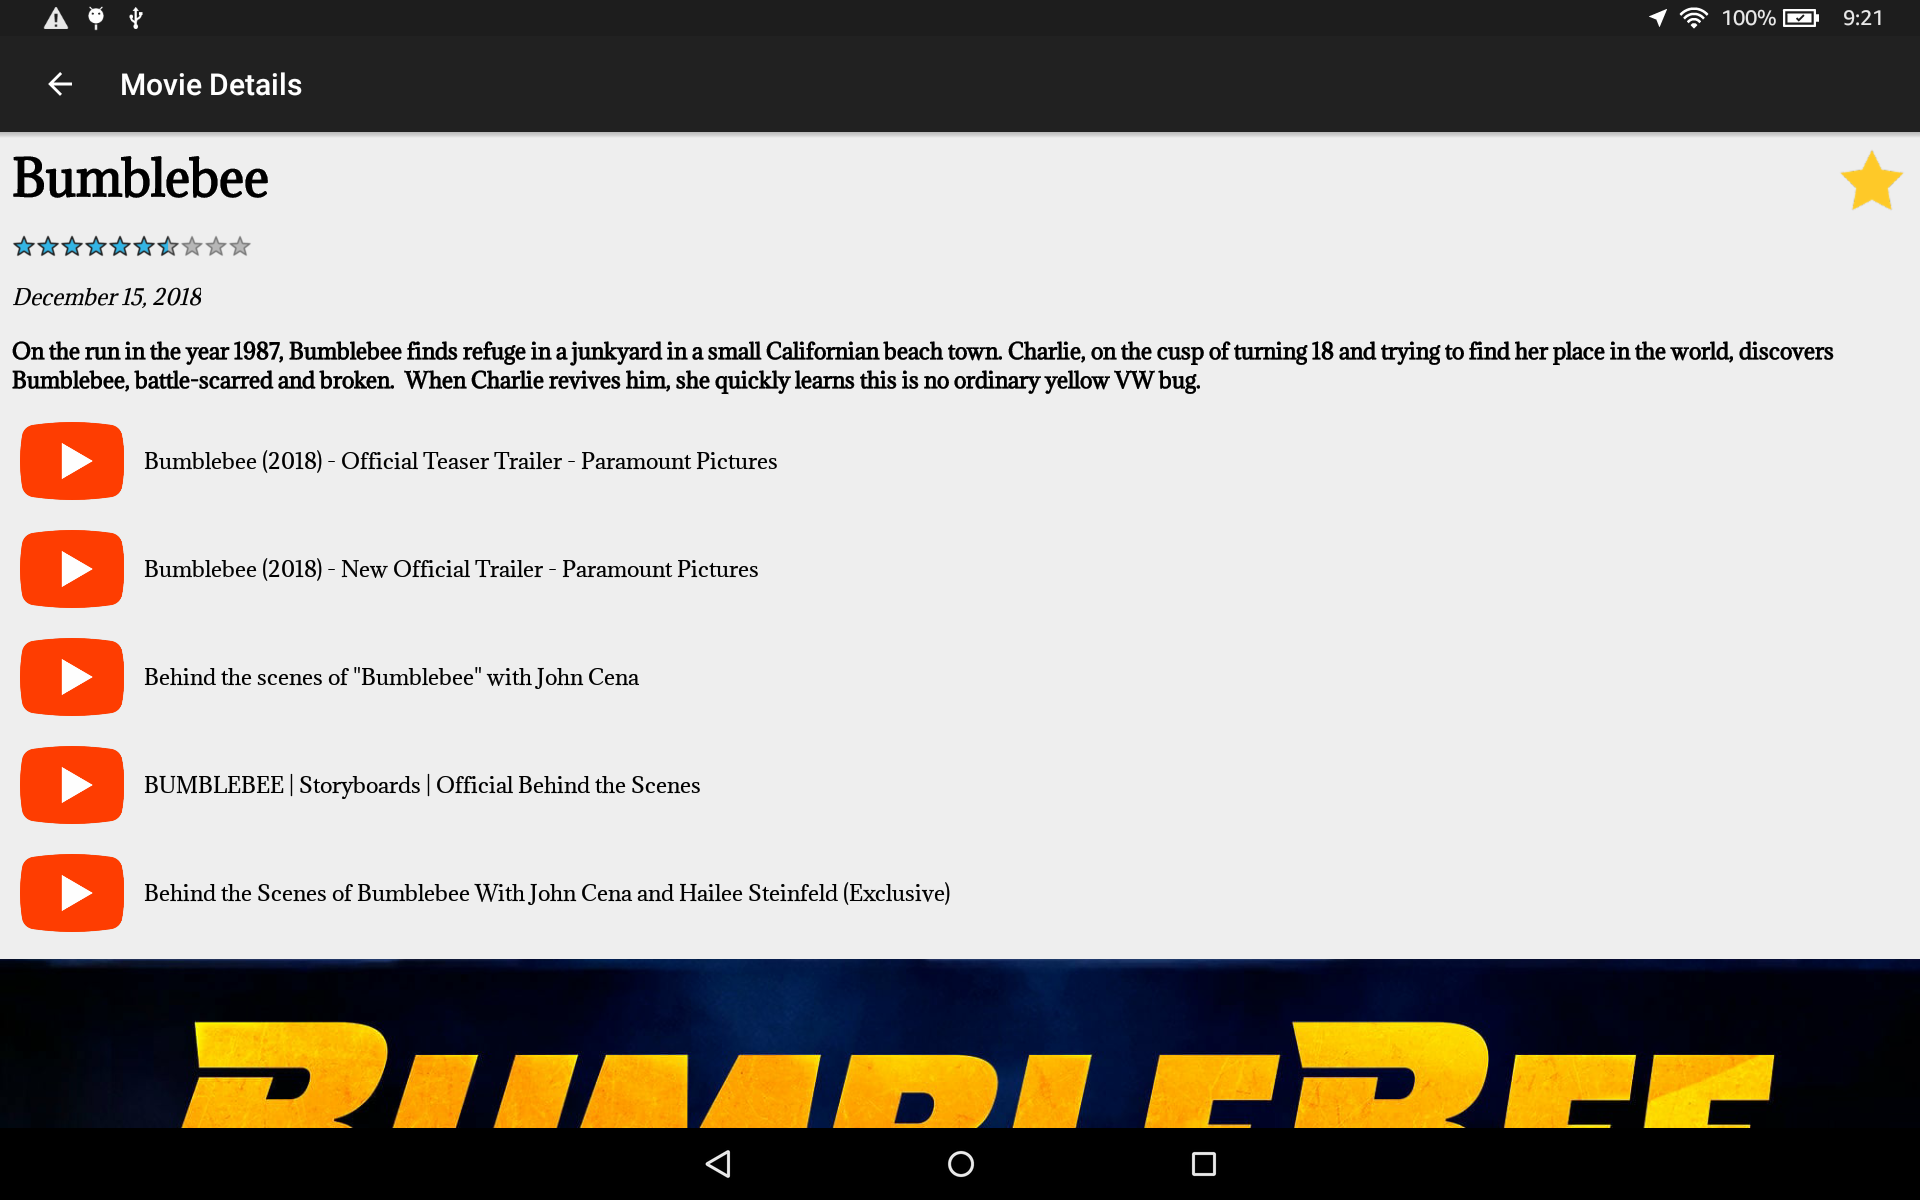 100% 9:21
Movie Details
Bumblebee
December 15, 2018
On the run in the year 1987, Bumblebee finds refuge in a junkyard in a small Californian beach town. Charlie, on the cusp of turning 18 and trying to find her place in the world, discovers
Bumblebee, battle-scarred and broken.  When Charlie revives him, she quickly learns this is no ordinary yellow VW bug.
Bumblebee (2018) - Official Teaser Trailer - Paramount Pictures
Bumblebee (2018) - New Official Trailer - Paramount Pictures
Behind the scenes of "Bumblebee" with John Cena
BUMBLEBEE | Storyboards | Official Behind the Scenes
Behind the Scenes of Bumblebee With John Cena and Hailee Steinfeld (Exclusive)
BUMBLEBEE